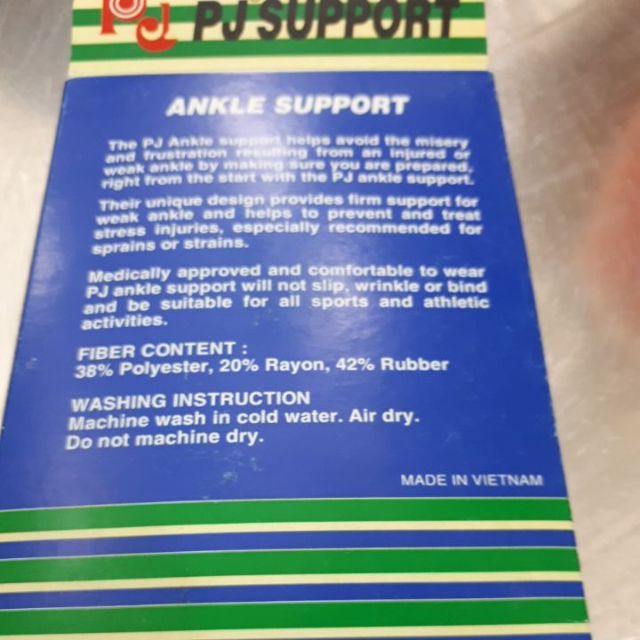 PJ
PJ SUPPORT
ANKLE SUPPORT
The PJ Ankle support helps avoid the misery
and frustration resulting from an injured or
weak ankle by making sure you are prepared,
right from the start with the PJ ankle support.
Their unique design provides firm support for
weak ankle and helps to prevent and treat
stress injuries, especially recommended for
sprains or strains.
Medically approved and comfortable to wear
PJ ankle support will not slip, wrinkle or bind
and be suitable for all sports and athletic
activities.
FIBER CONTENT :
38% Polyester, 20% Rayon, 42% Rubber
WASHING INSTRUCTION
Machine wash in cold water. Air dry.
Do not machine dry.
MADE IN VIETNAM